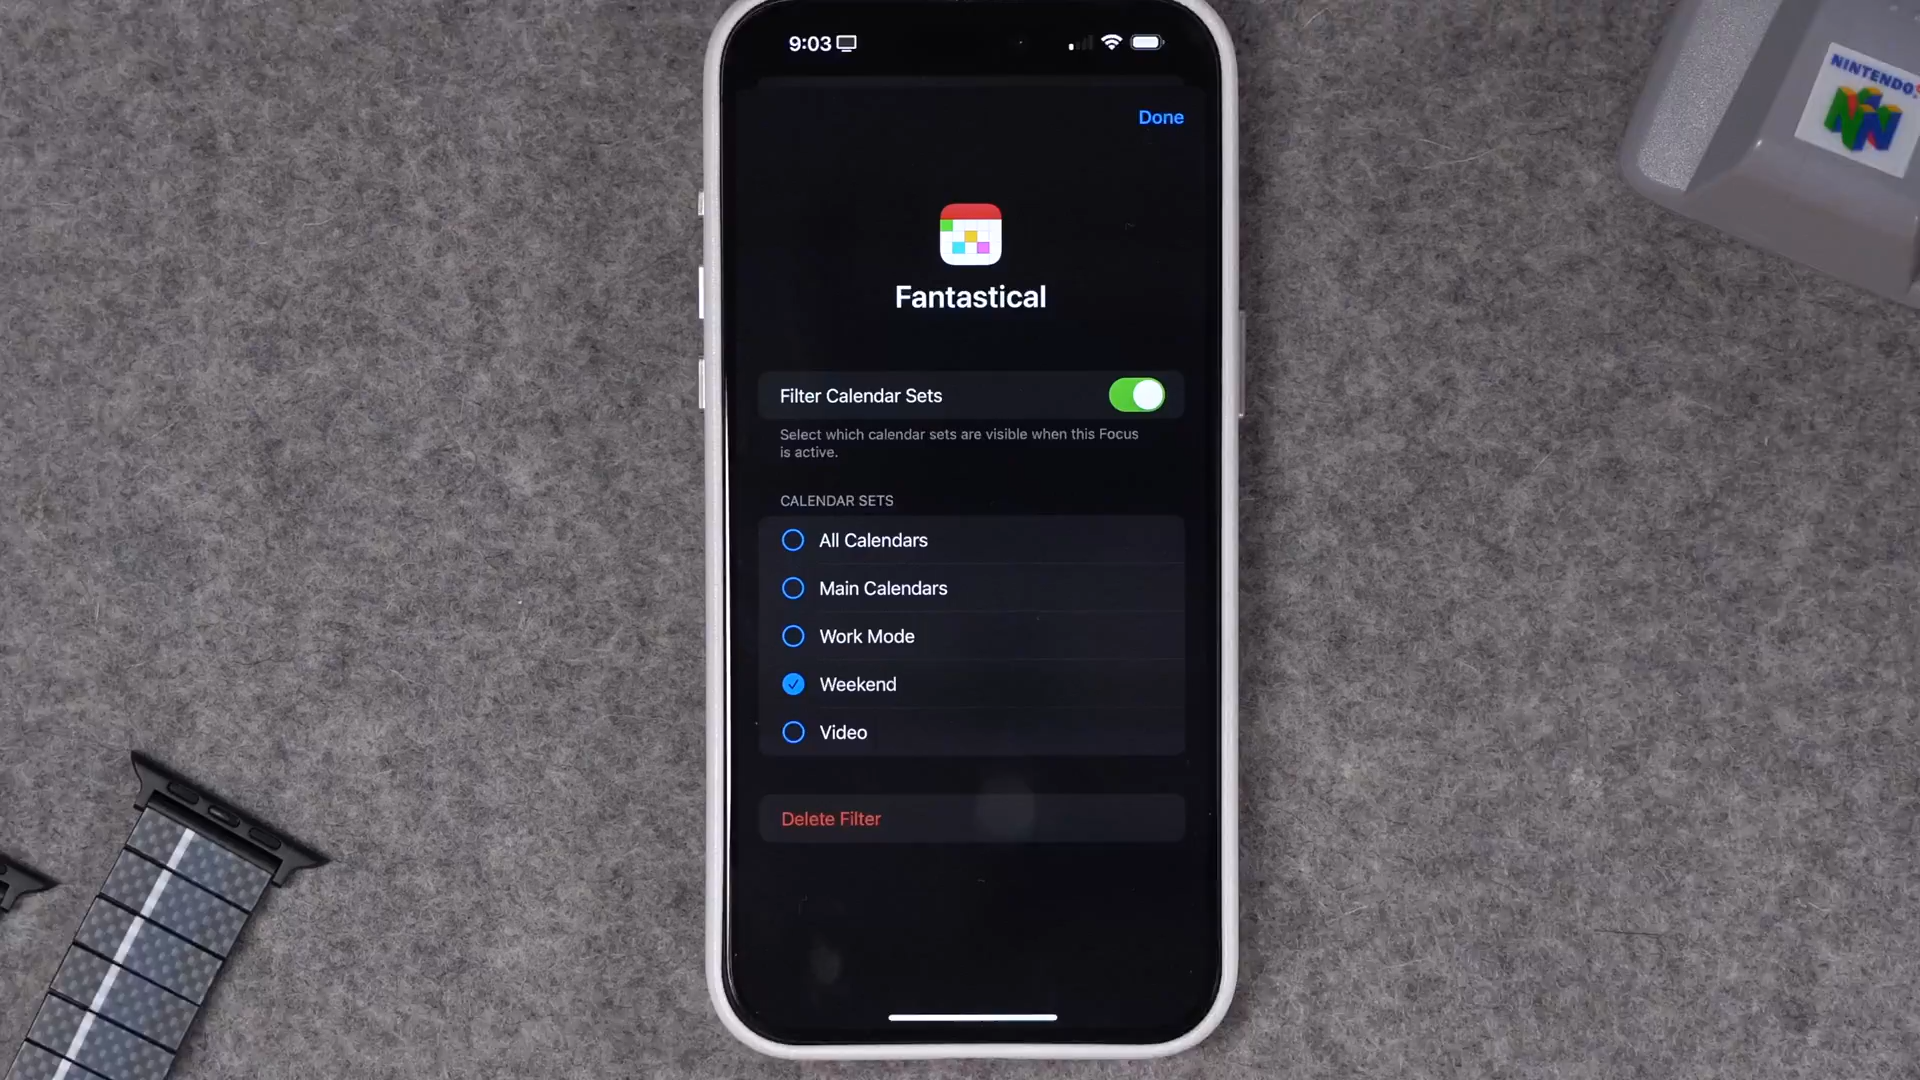 9:03
NINTENDO
Done
Fantastical
Filter Calendar Sets
Select which calendar sets are visible when this Focus
is active.
CALENDAR SETS
All Calendars
Main Calendars
Work Mode
Weekend
Video
Delete Filter